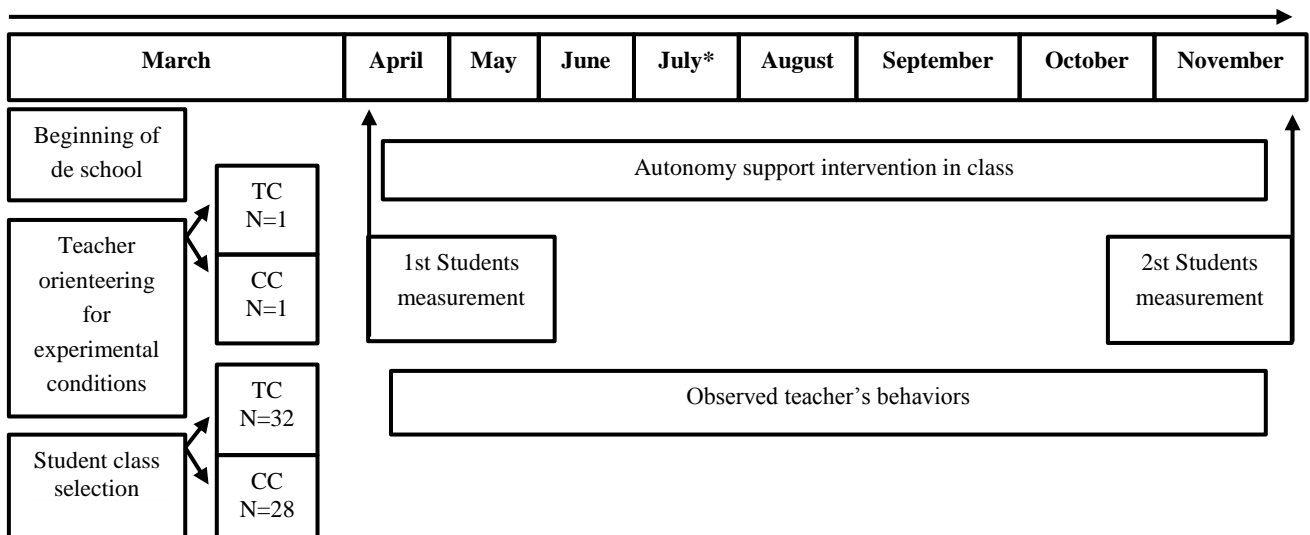 March April May June July* August September October November
Beginning of
de school
Teacher
orienteering
for
experimental
conditions
Student class
selection
TC
N=1
CC
N=1
TC
N=32
CC
N=28
Autonomy support intervention in class
1st Students
measurement
2st Students
measurement
Observed teacher’s behaviors